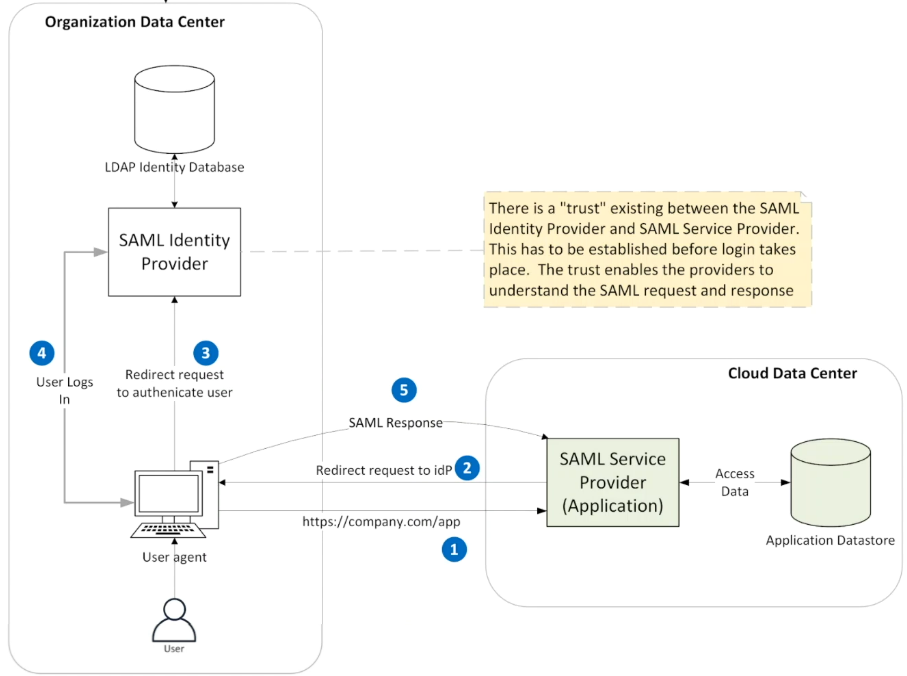 Organization Data Center
LDAP Identity Database
SAML Identity
Provider
There is a "trust" existing between the SAML
Identity Provider and SAML Service Provider.
This has to be established before login takes
place.  The trust enables the providers to
understand the SAML request and response
4
User Logs
In
3
Redirect request
to authenicate user
5
SAML Response
Cloud Data Center
Redirect request to idP
2
SAML Service
Provider
(Application)
Access
Data
Application Datastore
https://company.com/app
1
User agent
User